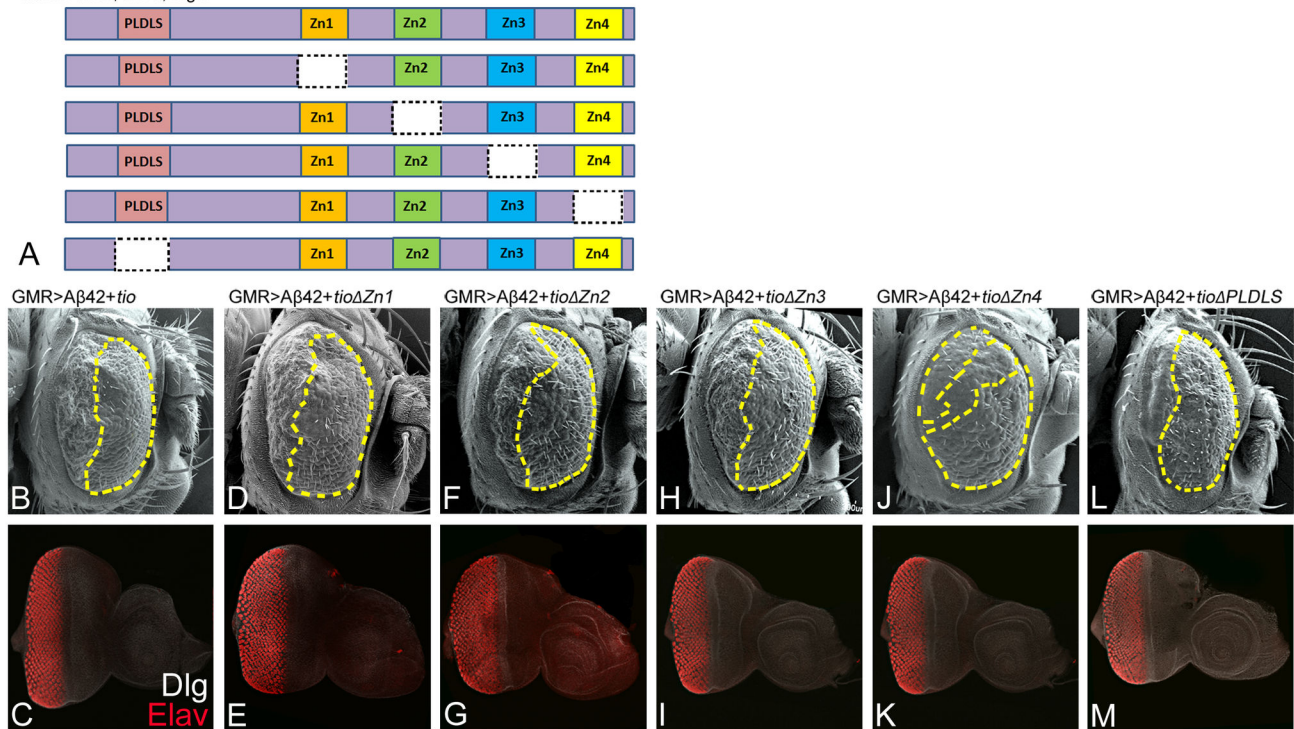 PLDLS Zn1 Zn2 Zn3 Zn4
PLDLS Zn2 Zn3 Zn4
PLDLS Zn1 Zn3 Zn4
PLDLS Zn1 Zn2 Zn4
PLDLS Zn1 Zn2 Zn3
Zn1 Zn2 Zn3 Zn4
A
GMR>Aβ42+tio GMR>Aβ42+tioΔZn1 GMR>Aβ42+tioΔZn2 GMR>Aβ42+tioΔZn3 GMR>Aβ42+tioΔZn4 GMR>Aβ42+tioΔPLDLS
B D F H J L
Dlg
Elav
C E G I K M